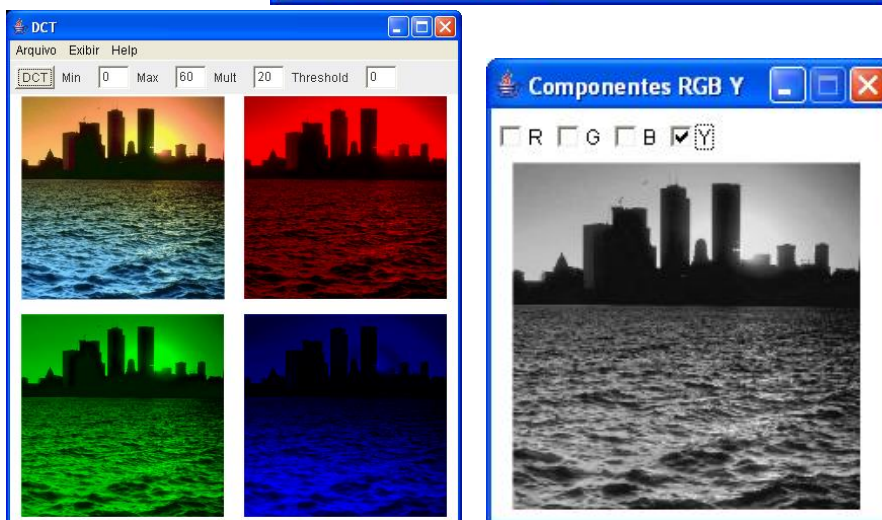 DCT
Arquivo Exibir Help
DCT Min 0 Max 60 Mult 20 Threshold 0
Componentes RGB Y
R G B Y